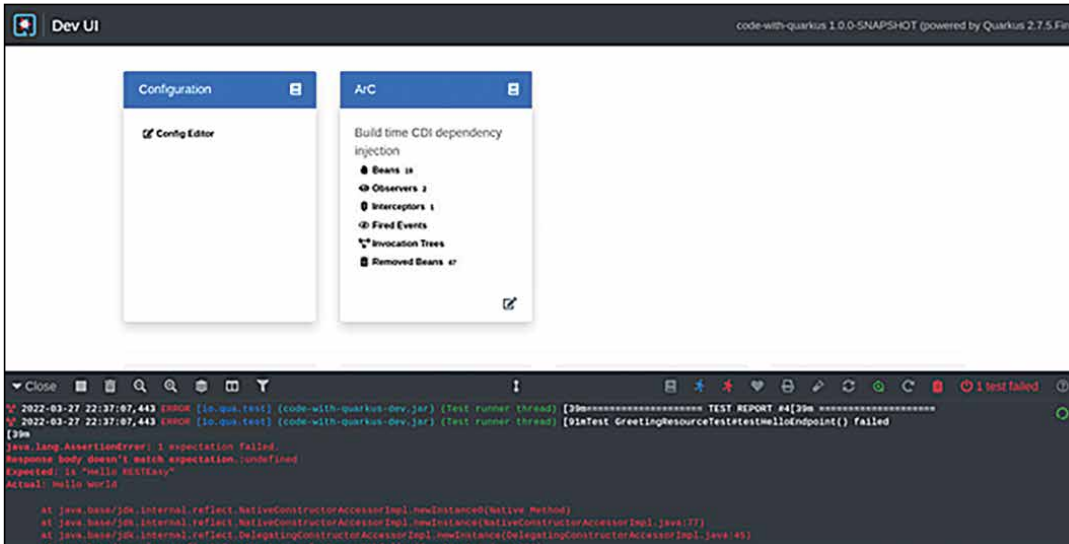 Dev UI
code-with-quarkus 1.0.0-SNAPSHOT (powered by Quarkus 2.7.5.Fin
Configuration
Config Editor
ArC
Build time CDI dependency
injection
Beans 18
Observers 2
Interceptors 1
Fired Events
Invocation Trees
Removed Beans 47
Close
1 test failed
2022-03-27 22:37:07,443 ERROR [io.qua.test] (code-with-quarkus-dev.jar) (Test runner thread) [39m==================== TEST REPORT #4[39m ====================
2022-03-27 22:37:07,443 ERROR [io.qua.test] (code-with-quarkus-dev.jar) (Test runner thread) [91mTest GreetingResourceTest#testHelloEndpoint() failed
[39m
java.lang.AssertionError: 1 expectation failed.
Response body doesn't match expectation.:undefined
Expected: is "Hello RESTEasy"
Actual: Hello World
at java.base/jdk.internal.reflect.NativeConstructorAccessorImpl.newInstance0(Native Method)
at java.base/jdk.internal.reflect.NativeConstructorAccessorImpl.newInstance(NativeConstructorAccessorImpl.java:77)
at java.base/jdk.internal.reflect.DelegatingConstructorAccessorImpl.newInstance(DelegatingConstructorAccessorImpl.java:45)